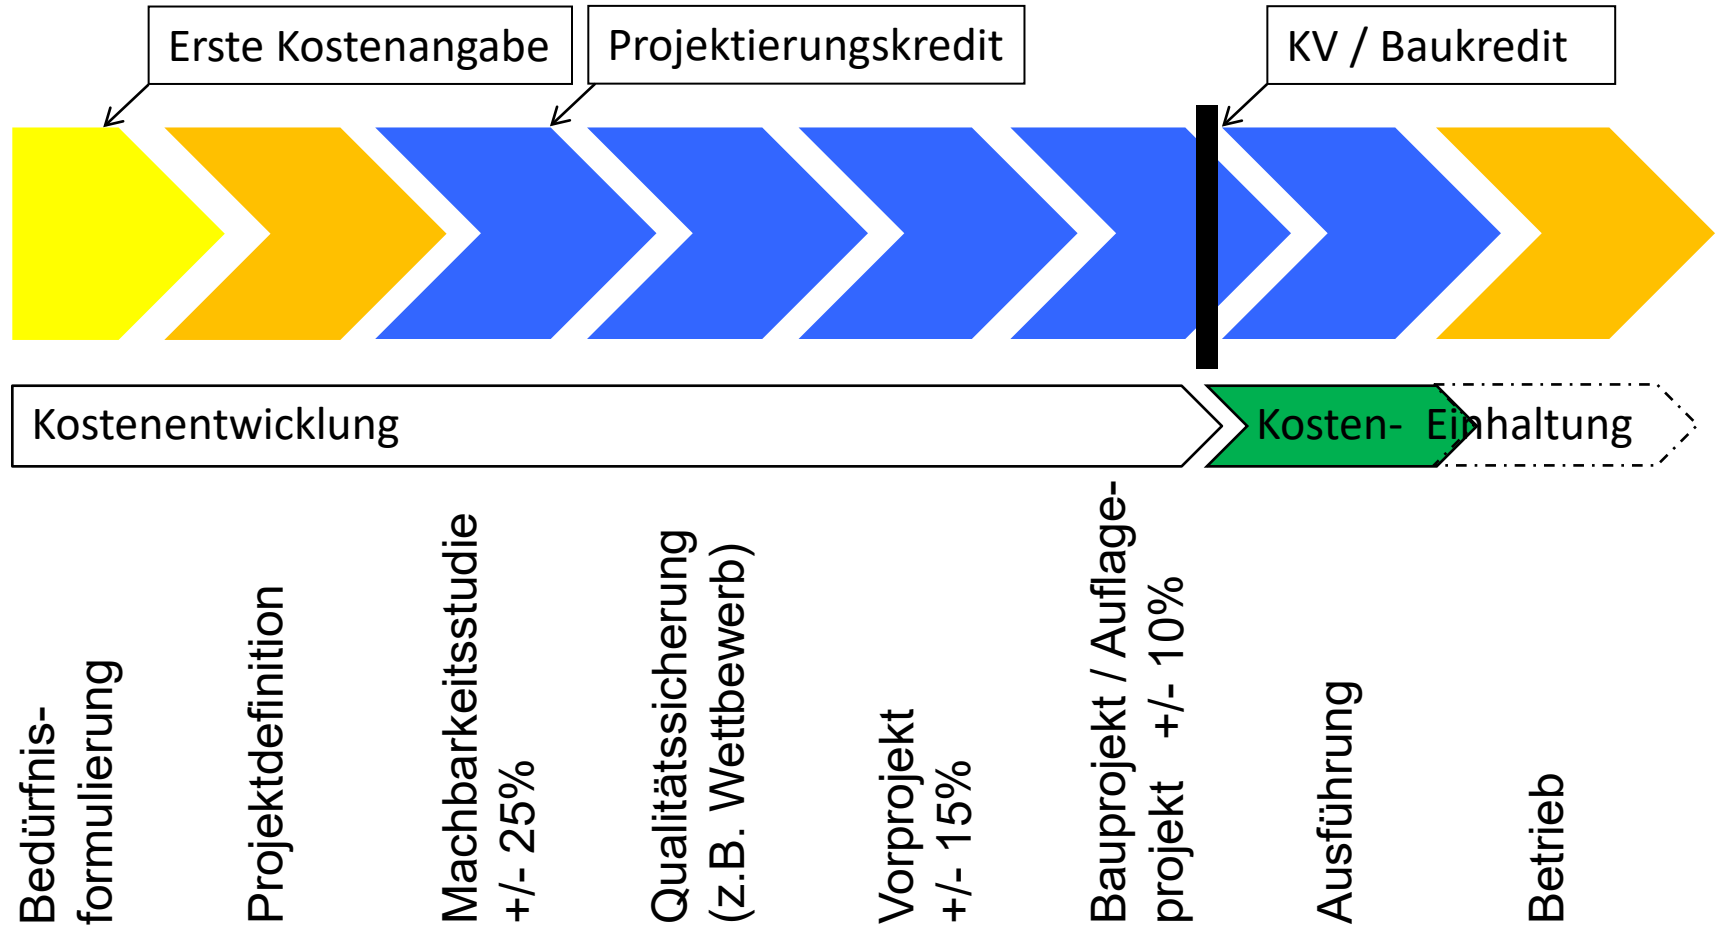 Erste Kostenangabe
Projektierungskredit
KV / Baukredit
Kostenentwicklung
Kosten- Einhaltung
Bedürfnis-
formulierung
Projektdefinition
Machbarkeitsstudie
+/- 25%
Qualitätssicherung
(z.B. Wettbewerb)
Vorprojekt
+/- 15%
Bauprojekt / Auflage-
projekt +/- 10%
Ausführung
Betrieb